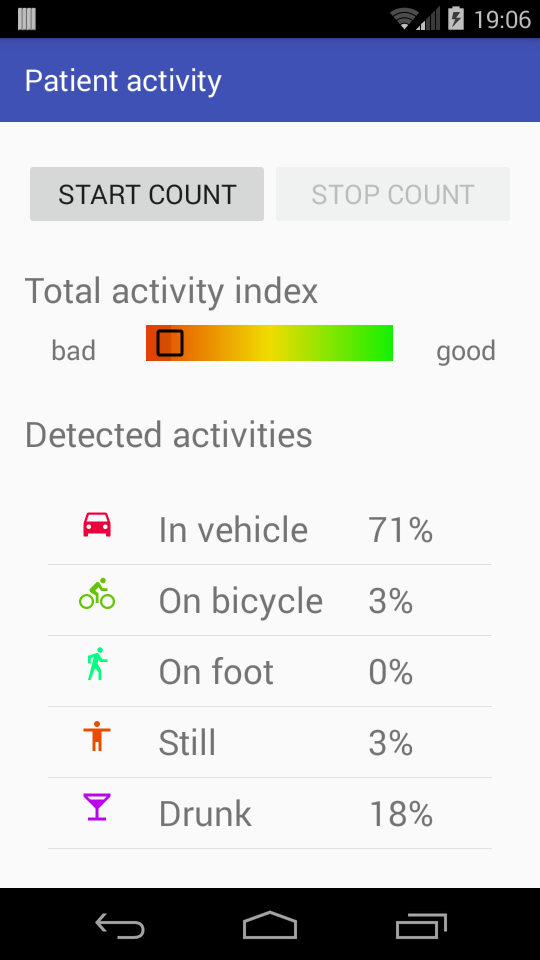 19:06
Patient activity
START COUNT STOP COUNT
Total activity index
bad good
Detected activities
In vehicle 71%
On bicycle 3%
On foot 0%
Still 3%
Drunk 18%